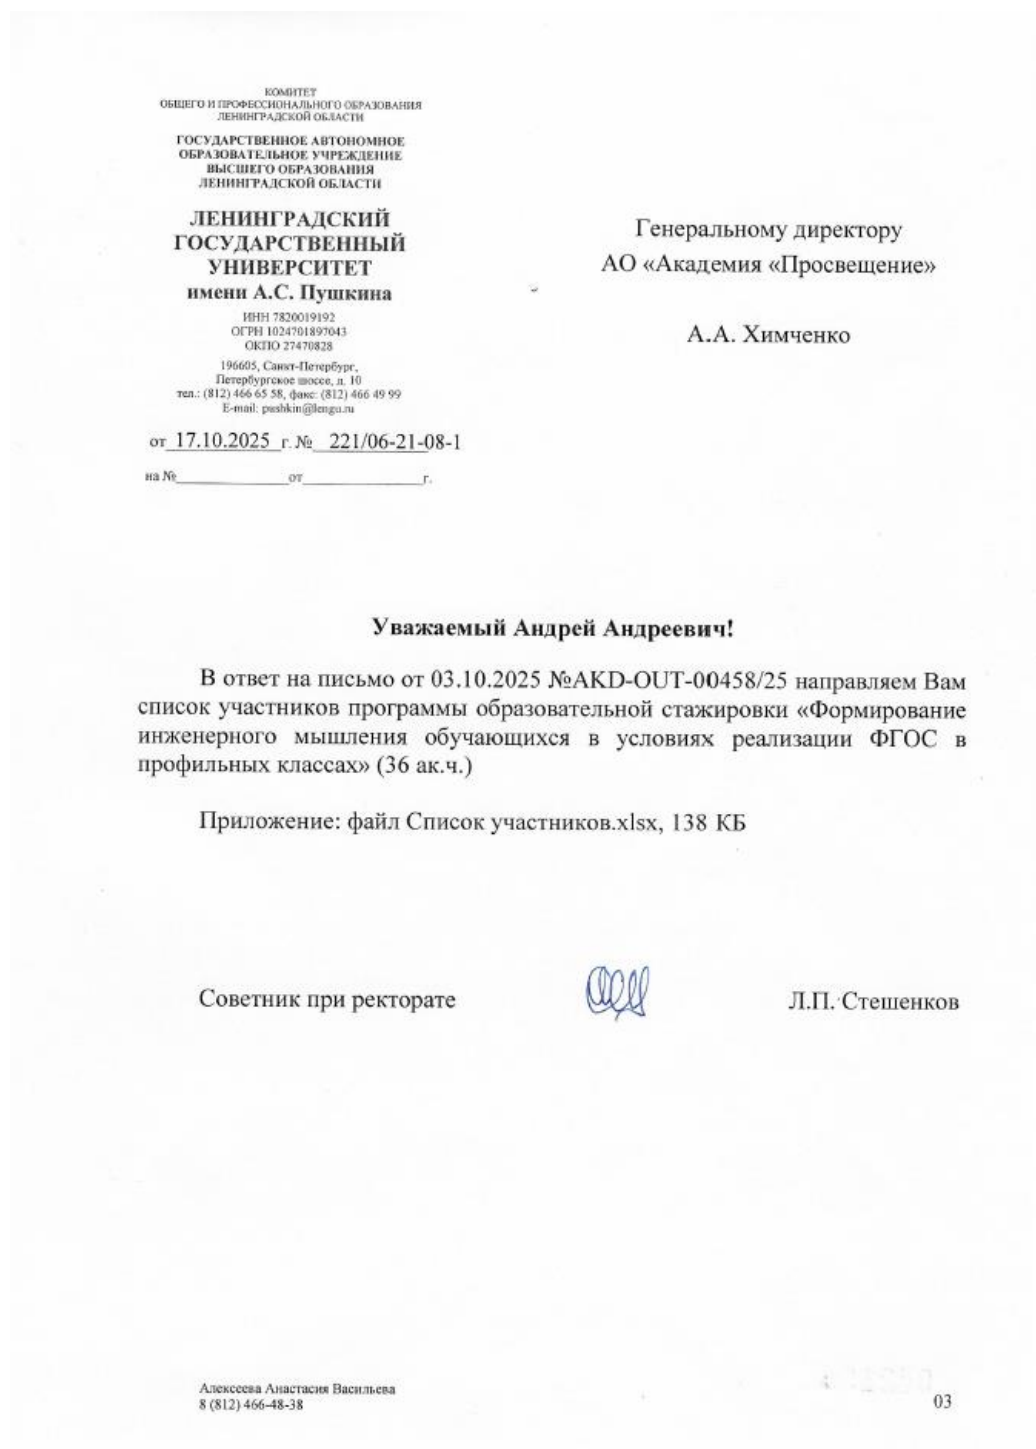 КОМИТЕТ
ОБЩЕГО И ПРОФЕССИОНАЛЬНОГО ОБРАЗОВАНИЯ
ЛЕНИНГРАДСКОЙ ОБЛАСТИ
ГОСУДАРСТВЕННОЕ АВТОНОМНОЕ
ОБРАЗОВАТЕЛЬНОЕ УЧРЕЖДЕНИЕ
ВЫСШЕГО ОБРАЗОВАНИЯ
ЛЕНИНГРАДСКОЙ ОБЛАСТИ
ЛЕНИНГРАДСКИЙ
ГОСУДАРСТВЕННЫЙ
УНИВЕРСИТЕТ
имени А.С. Пушкина
ИНН 7820019192
ОГРН 1024701897043
ОКПО 27470828
196605, Санкт-Петербург,
Петербургское шоссе, д. 10
тел.: (812) 466 65 58, факс: (812) 466 49 99
E-mail: pushkin@lengu.ru
от 17.10.2025 г. № 221/06-21-08-1
на №_______________от________________г.
Генеральному директору
АО «Академия «Просвещение»
А.А. Химченко
Уважаемый Андрей Андреевич!
В ответ на письмо от 03.10.2025 №AKD-OUT-00458/25 направляем Вам
список участников программы образовательной стажировки «Формирование
инженерного мышления обучающихся в условиях реализации ФГОС в
профильных классах» (36 ак.ч.)
Приложение: файл Список участников.xlsx, 138 КБ
Советник при ректорате Л.П. Стешенков
Алексеева Анастасия Васильева
8 (812) 466-48-38
03